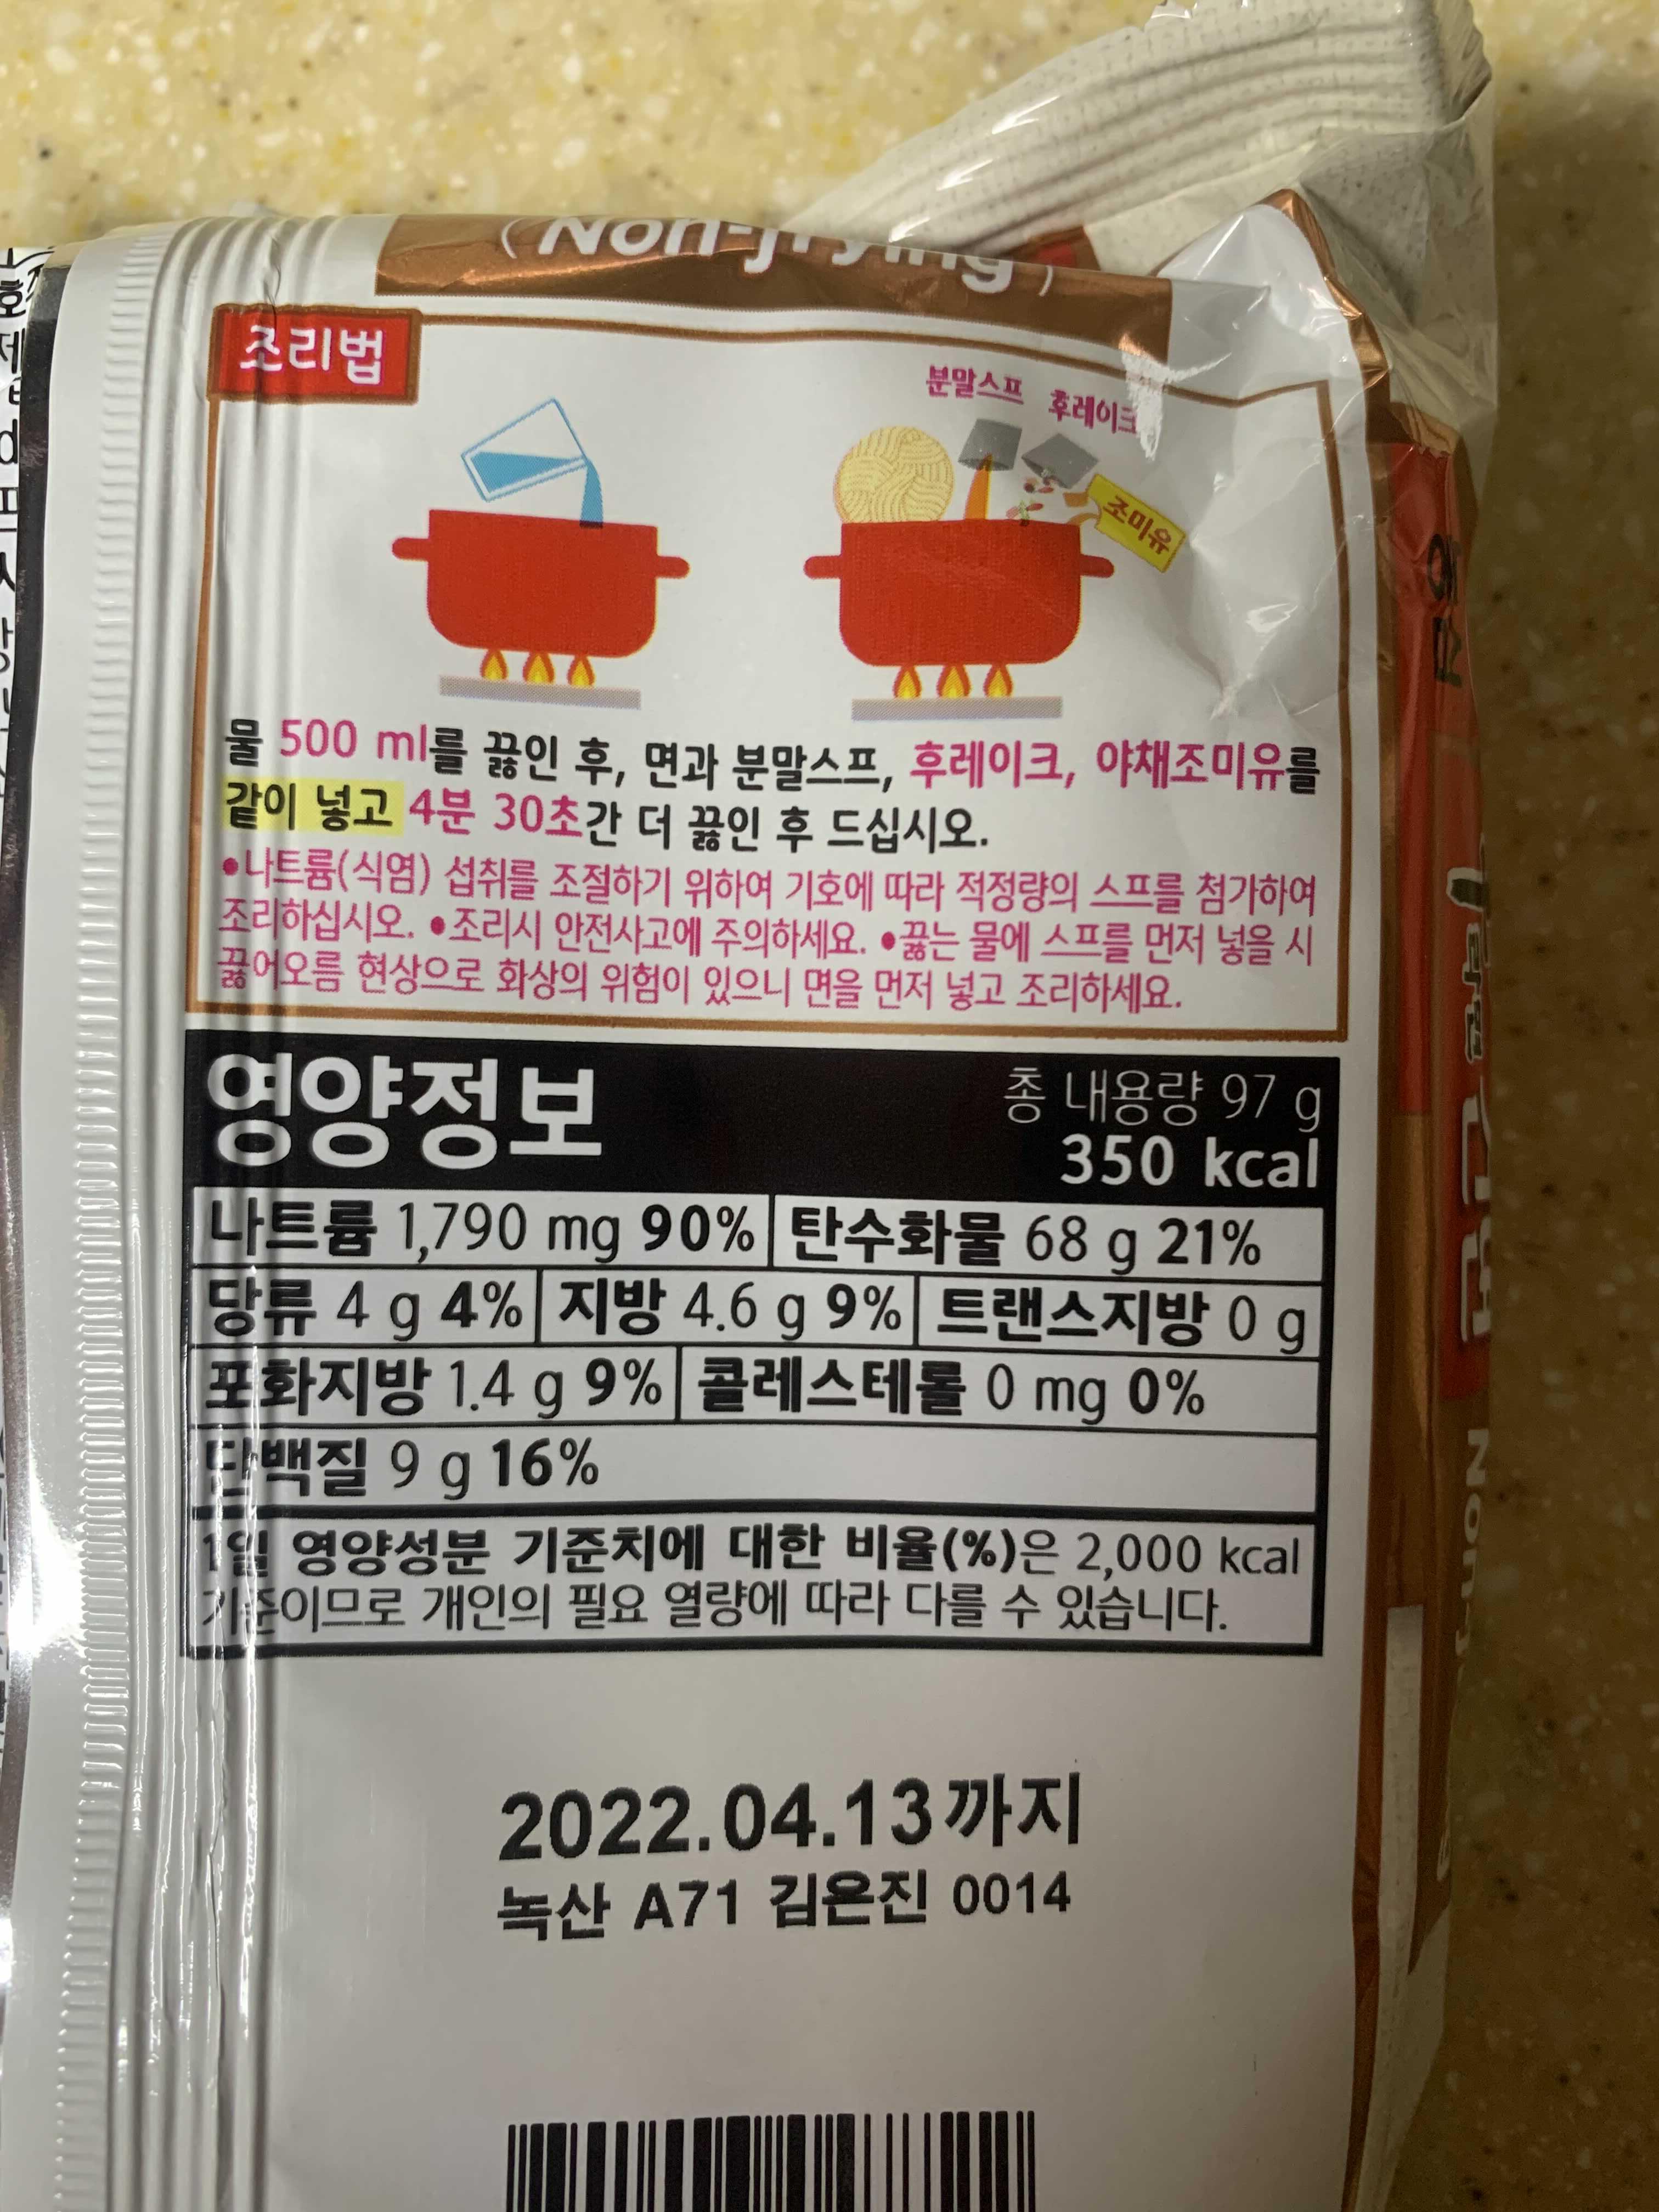 (Non-frying)
조리법
분말스프 후레이크
조미유
물 500 ml를 끓인 후, 면과 분말스프, 후레이크, 야채조미유를
같이 넣고 4분 30초간 더 끓인 후 드십시오.
•나트륨(식염) 섭취를 조절하기 위하여 기호에 따라 적정량의 스프를 첨가하여
조리하십시오. •조리시 안전사고에 주의하세요. •끓는 물에 스프를 먼저 넣을 시
끓어오름 현상으로 화상의 위험이 있으니 면을 먼저 넣고 조리하세요.
영양정보
총 내용량 97 g
350 kcal
나트륨 1,790 mg 90% 탄수화물 68 g 21%
당류 4 g 4% 지방 4.6 g 9% 트랜스지방 0 g
포화지방 1.4 g 9% 콜레스테롤 0 mg 0%
단백질 9 g 16%
1일 영양성분 기준치에 대한 비율(%)은 2,000 kcal
기준이므로 개인의 필요 열량에 따라 다를 수 있습니다.
2022.04.13까지
녹산 A71 김은진 0014
농심